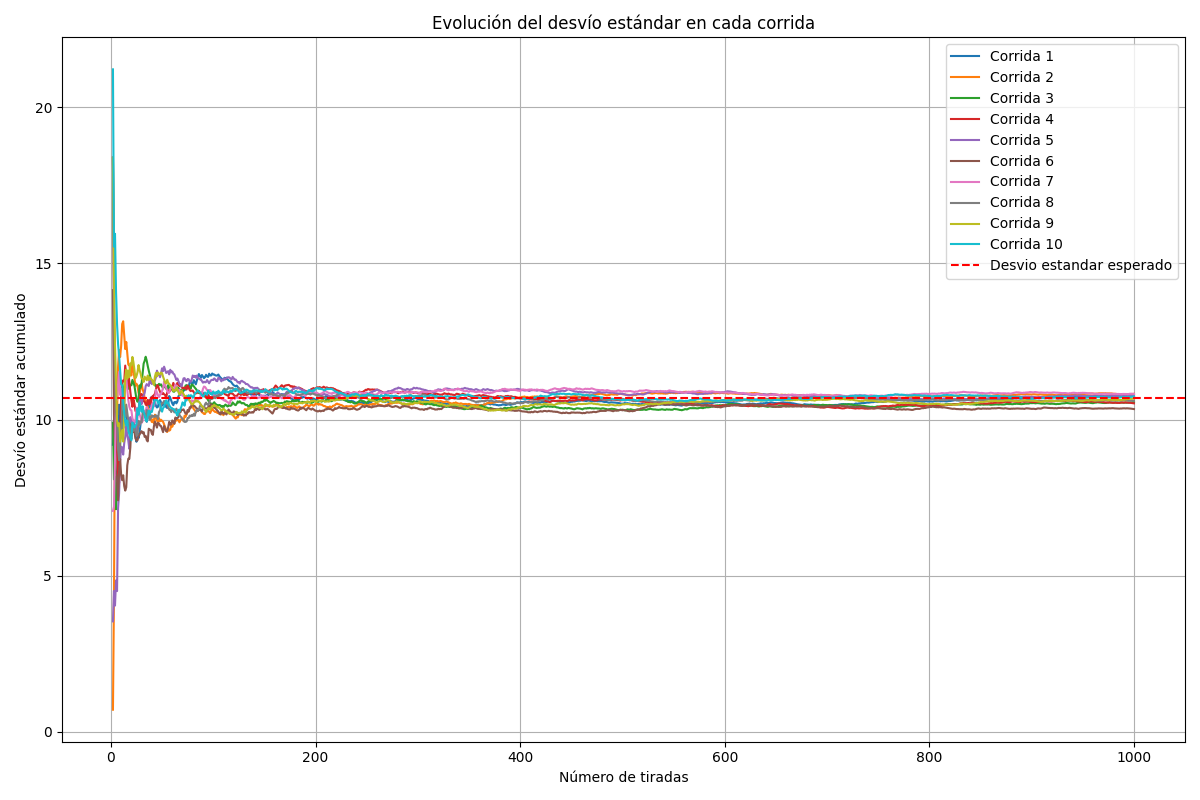 Evolución del desvío estándar en cada corrida
Desvío estándar acumulado
20
15
10
5
0
0
200
400
600
800
1000
Número de tiradas
Corrida 1
Corrida 2
Corrida 3
Corrida 4
Corrida 5
Corrida 6
Corrida 7
Corrida 8
Corrida 9
Corrida 10
Desvio estandar esperado